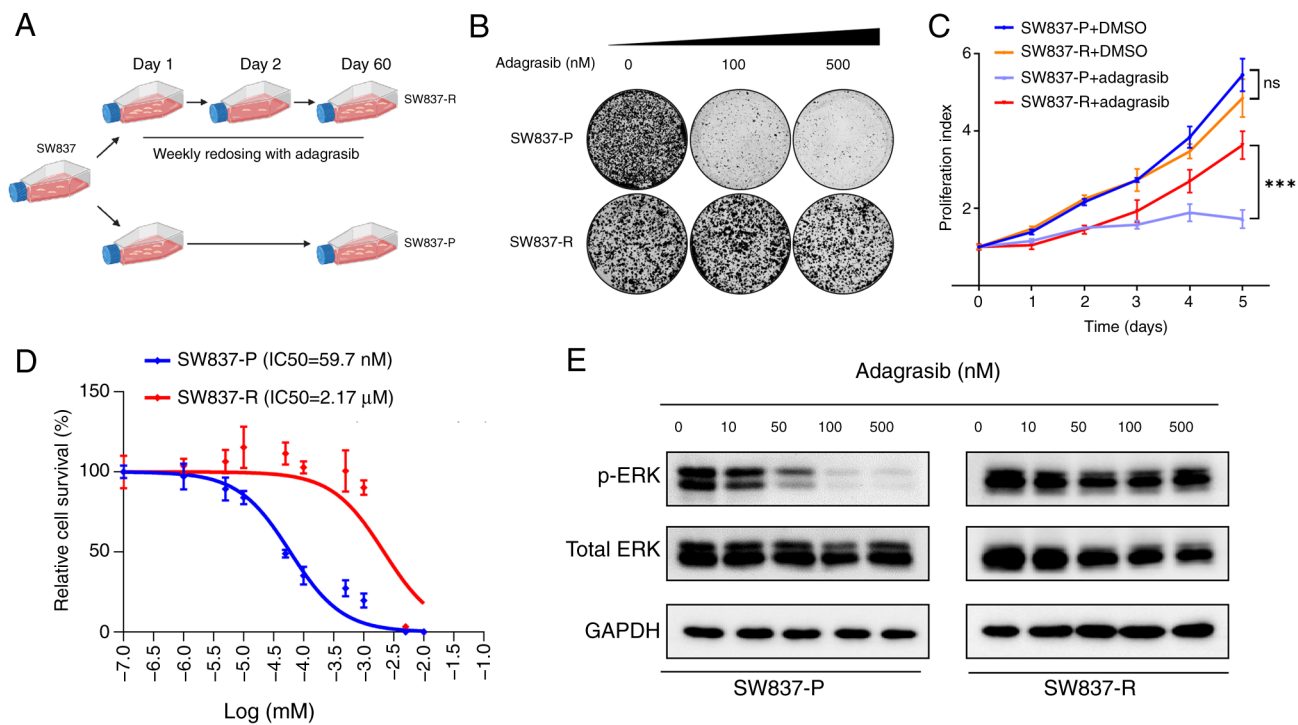 A
Day 1 Day 2 Day 60
SW837-R
SW837
Weekly redosing with adagrasib
SW837-P
B
Adagrasib (nM) 0 100 500
SW837-P
SW837-R
C
SW837-P+DMSO
SW837-R+DMSO
SW837-P+adagrasib
SW837-R+adagrasib
Proliferation index
6
4
2
ns
***
0 1 2 3 4 5
Time (days)
D
SW837-P (IC50=59.7 nM)
SW837-R (IC50=2.17 μM)
Relative cell survival (%)
150
100
50
0
−7.0 −6.5 −6.0 −5.5 −5.0 −4.5 −4.0 −3.5 −3.0 −2.5 −2.0 −1.5 −1.0
Log (mM)
E
Adagrasib (nM)
0 10 50 100 500 0 10 50 100 500
p-ERK
Total ERK
GAPDH
SW837-P SW837-R